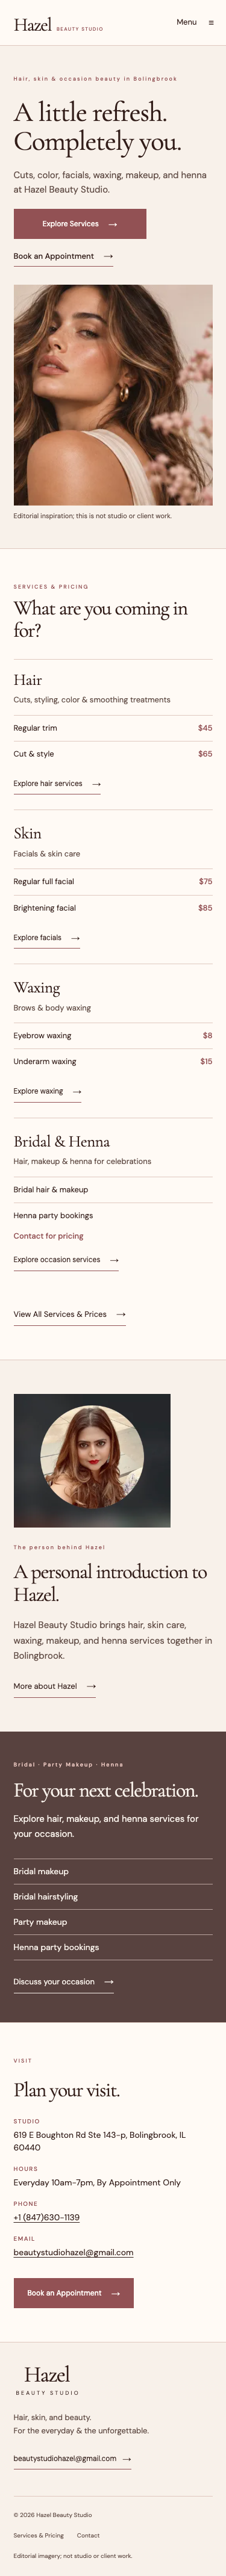 Hazel BEAUTY STUDIO
Menu ≡
Hair, skin & occasion beauty in Bolingbrook
A little refresh.
Completely you.
Cuts, color, facials, waxing, makeup, and henna
at Hazel Beauty Studio.
Explore Services →
Book an Appointment →
Editorial inspiration; this is not studio or client work.
SERVICES & PRICING
What are you coming in
for?
Hair
Cuts, styling, color & smoothing treatments
Regular trim $45
Cut & style $65
Explore hair services →
Skin
Facials & skin care
Regular full facial $75
Brightening facial $85
Explore facials →
Waxing
Brows & body waxing
Eyebrow waxing $8
Underarm waxing $15
Explore waxing →
Bridal & Henna
Hair, makeup & henna for celebrations
Bridal hair & makeup
Henna party bookings
Contact for pricing
Explore occasion services →
View All Services & Prices →
The person behind Hazel
A personal introduction to
Hazel.
Hazel Beauty Studio brings hair, skin care,
waxing, makeup, and henna services together in
Bolingbrook.
More about Hazel →
Bridal · Party Makeup · Henna
For your next celebration.
Explore hair, makeup, and henna services for
your occasion.
Bridal makeup
Bridal hairstyling
Party makeup
Henna party bookings
Discuss your occasion →
VISIT
Plan your visit.
STUDIO
619 E Boughton Rd Ste 143-p, Bolingbrook, IL
60440
HOURS
Everyday 10am-7pm, By Appointment Only
PHONE
+1 (847)630-1139
EMAIL
beautystudiohazel@gmail.com
Book an Appointment →
Hazel
BEAUTY STUDIO
Hair, skin, and beauty.
For the everyday & the unforgettable.
beautystudiohazel@gmail.com →
© 2026 Hazel Beauty Studio
Services & Pricing Contact
Editorial imagery; not studio or client work.